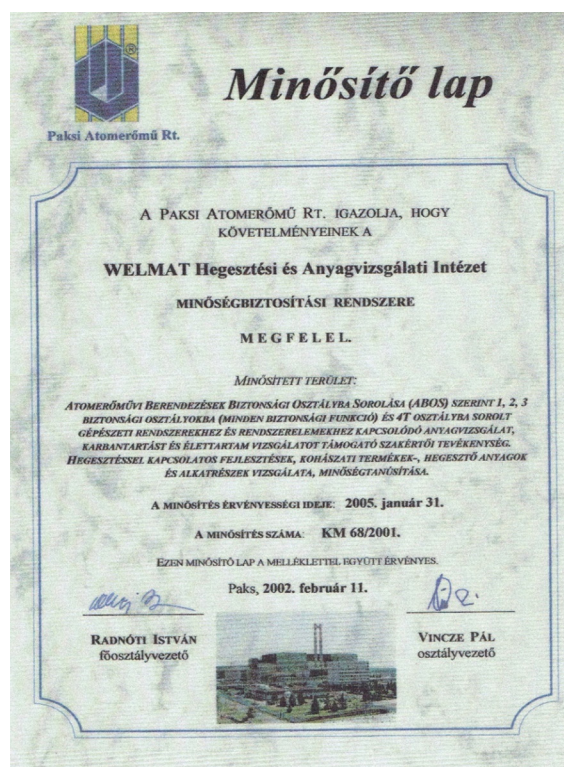 Minősítő lap
®
Paksi Atomerőmű Rt.
A PAKSI ATOMERŐMŰ RT. IGAZOLJA, HOGY
KÖVETELMÉNYEINEK A
WELMAT Hegesztési és Anyagvizsgálati Intézet
MINŐSÉGBIZTOSÍTÁSI RENDSZERE
MEGFELEL.
MINŐSÍTETT TERÜLET:
ATOMERŐMŰVI BERENDEZÉSEK BIZTONSÁGI OSZTÁLYBA SOROLÁSA (ABOS) SZERINT 1, 2, 3
BIZTONSÁGI OSZTÁLYOKBA (MINDEN BIZTONSÁGI FUNKCIÓ) ÉS 4T OSZTÁLYBA SOROLT
GÉPÉSZETI RENDSZEREKHEZ ÉS RENDSZERELEMEKHEZ KAPCSOLÓDÓ ANYAGVIZSGÁLAT,
KARBANTARTÁST ÉS ÉLETTARTAM VIZSGÁLATOT TÁMOGATÓ SZAKÉRTŐI TEVÉKENYSÉG.
HEGESZTÉSSEL KAPCSOLATOS FEJLESZTÉSEK, KOHÁSZATI TERMÉKEK-, HEGESZTŐ ANYAGOK
ÉS ALKATRÉSZEK VIZSGÁLATA, MINŐSÉGTANÚSÍTÁSA.
A MINŐSÍTÉS ÉRVÉNYESSÉGI IDEJE: 2005. január 31.
A MINŐSÍTÉS SZÁMA: KM 68/2001.
EZEN MINŐSÍTŐ LAP A MELLÉKLETTEL EGYÜTT ÉRVÉNYES.
Paks, 2002. február 11.
RADNÓTI ISTVÁN
főosztályvezető
VINCZE PÁL
osztályvezető